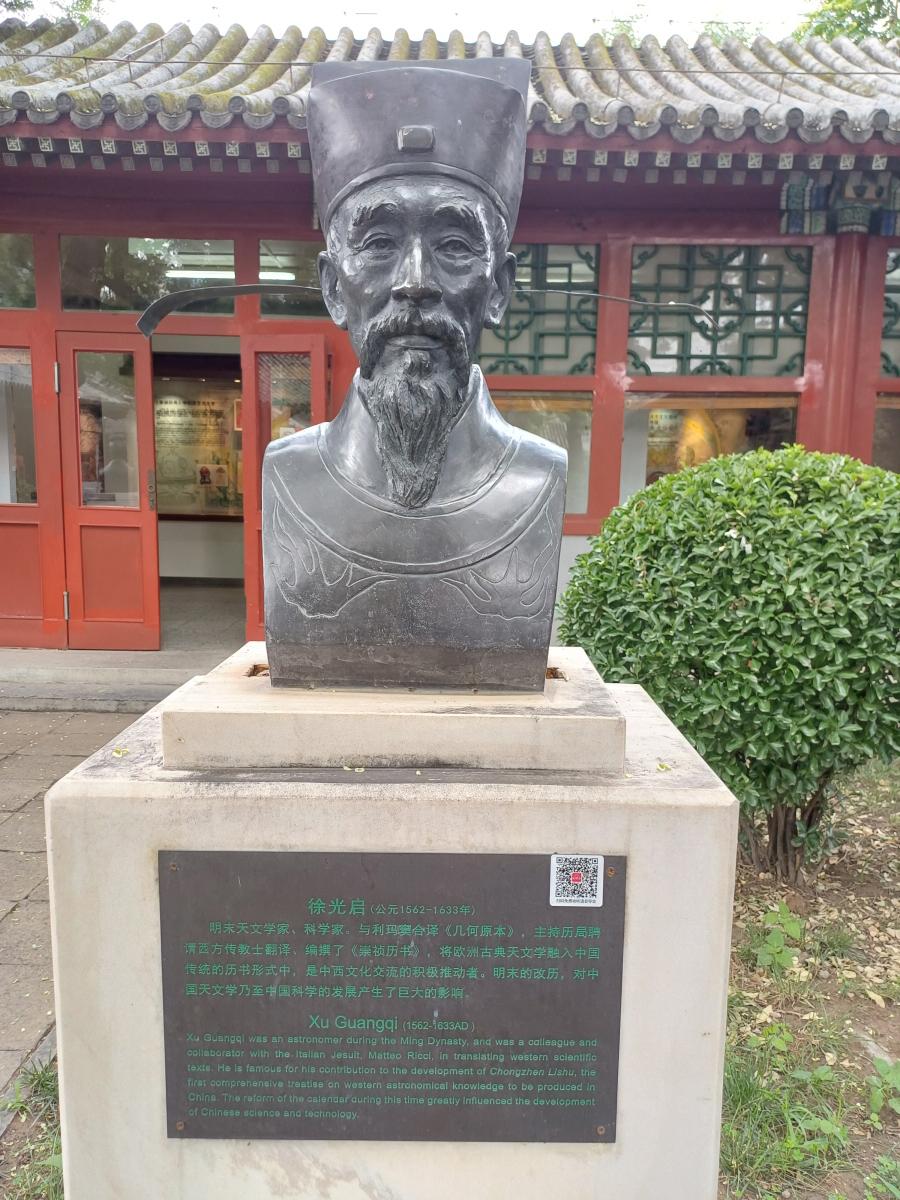 徐光启(公元1562-1633年)
明末天文学家、科学家。与利玛窦合译《几何原本》，主持历局聘
请西方传教士翻译、编撰了《崇祯历书》，将欧洲古典天文学融入中国
传统的历书形式中，是中西文化交流的积极推动者。明末的改历，对中
国天文学乃至中国科学的发展产生了巨大的影响。
Xu Guangqi (1562-1633AD)
Xu Guangqi was an astronomer during the Ming Dynasty, and was a colleague and
collaborator with the Italian Jesuit, Matteo Ricci, in translating western scientific
texts. He is famous for his contribution to the development of Chongzhen Lishu, the
first comprehensive treatise on western astronomical knowledge to be produced in
China. The reform of the calendar during this time greatly influenced the development
of Chinese science and technology.